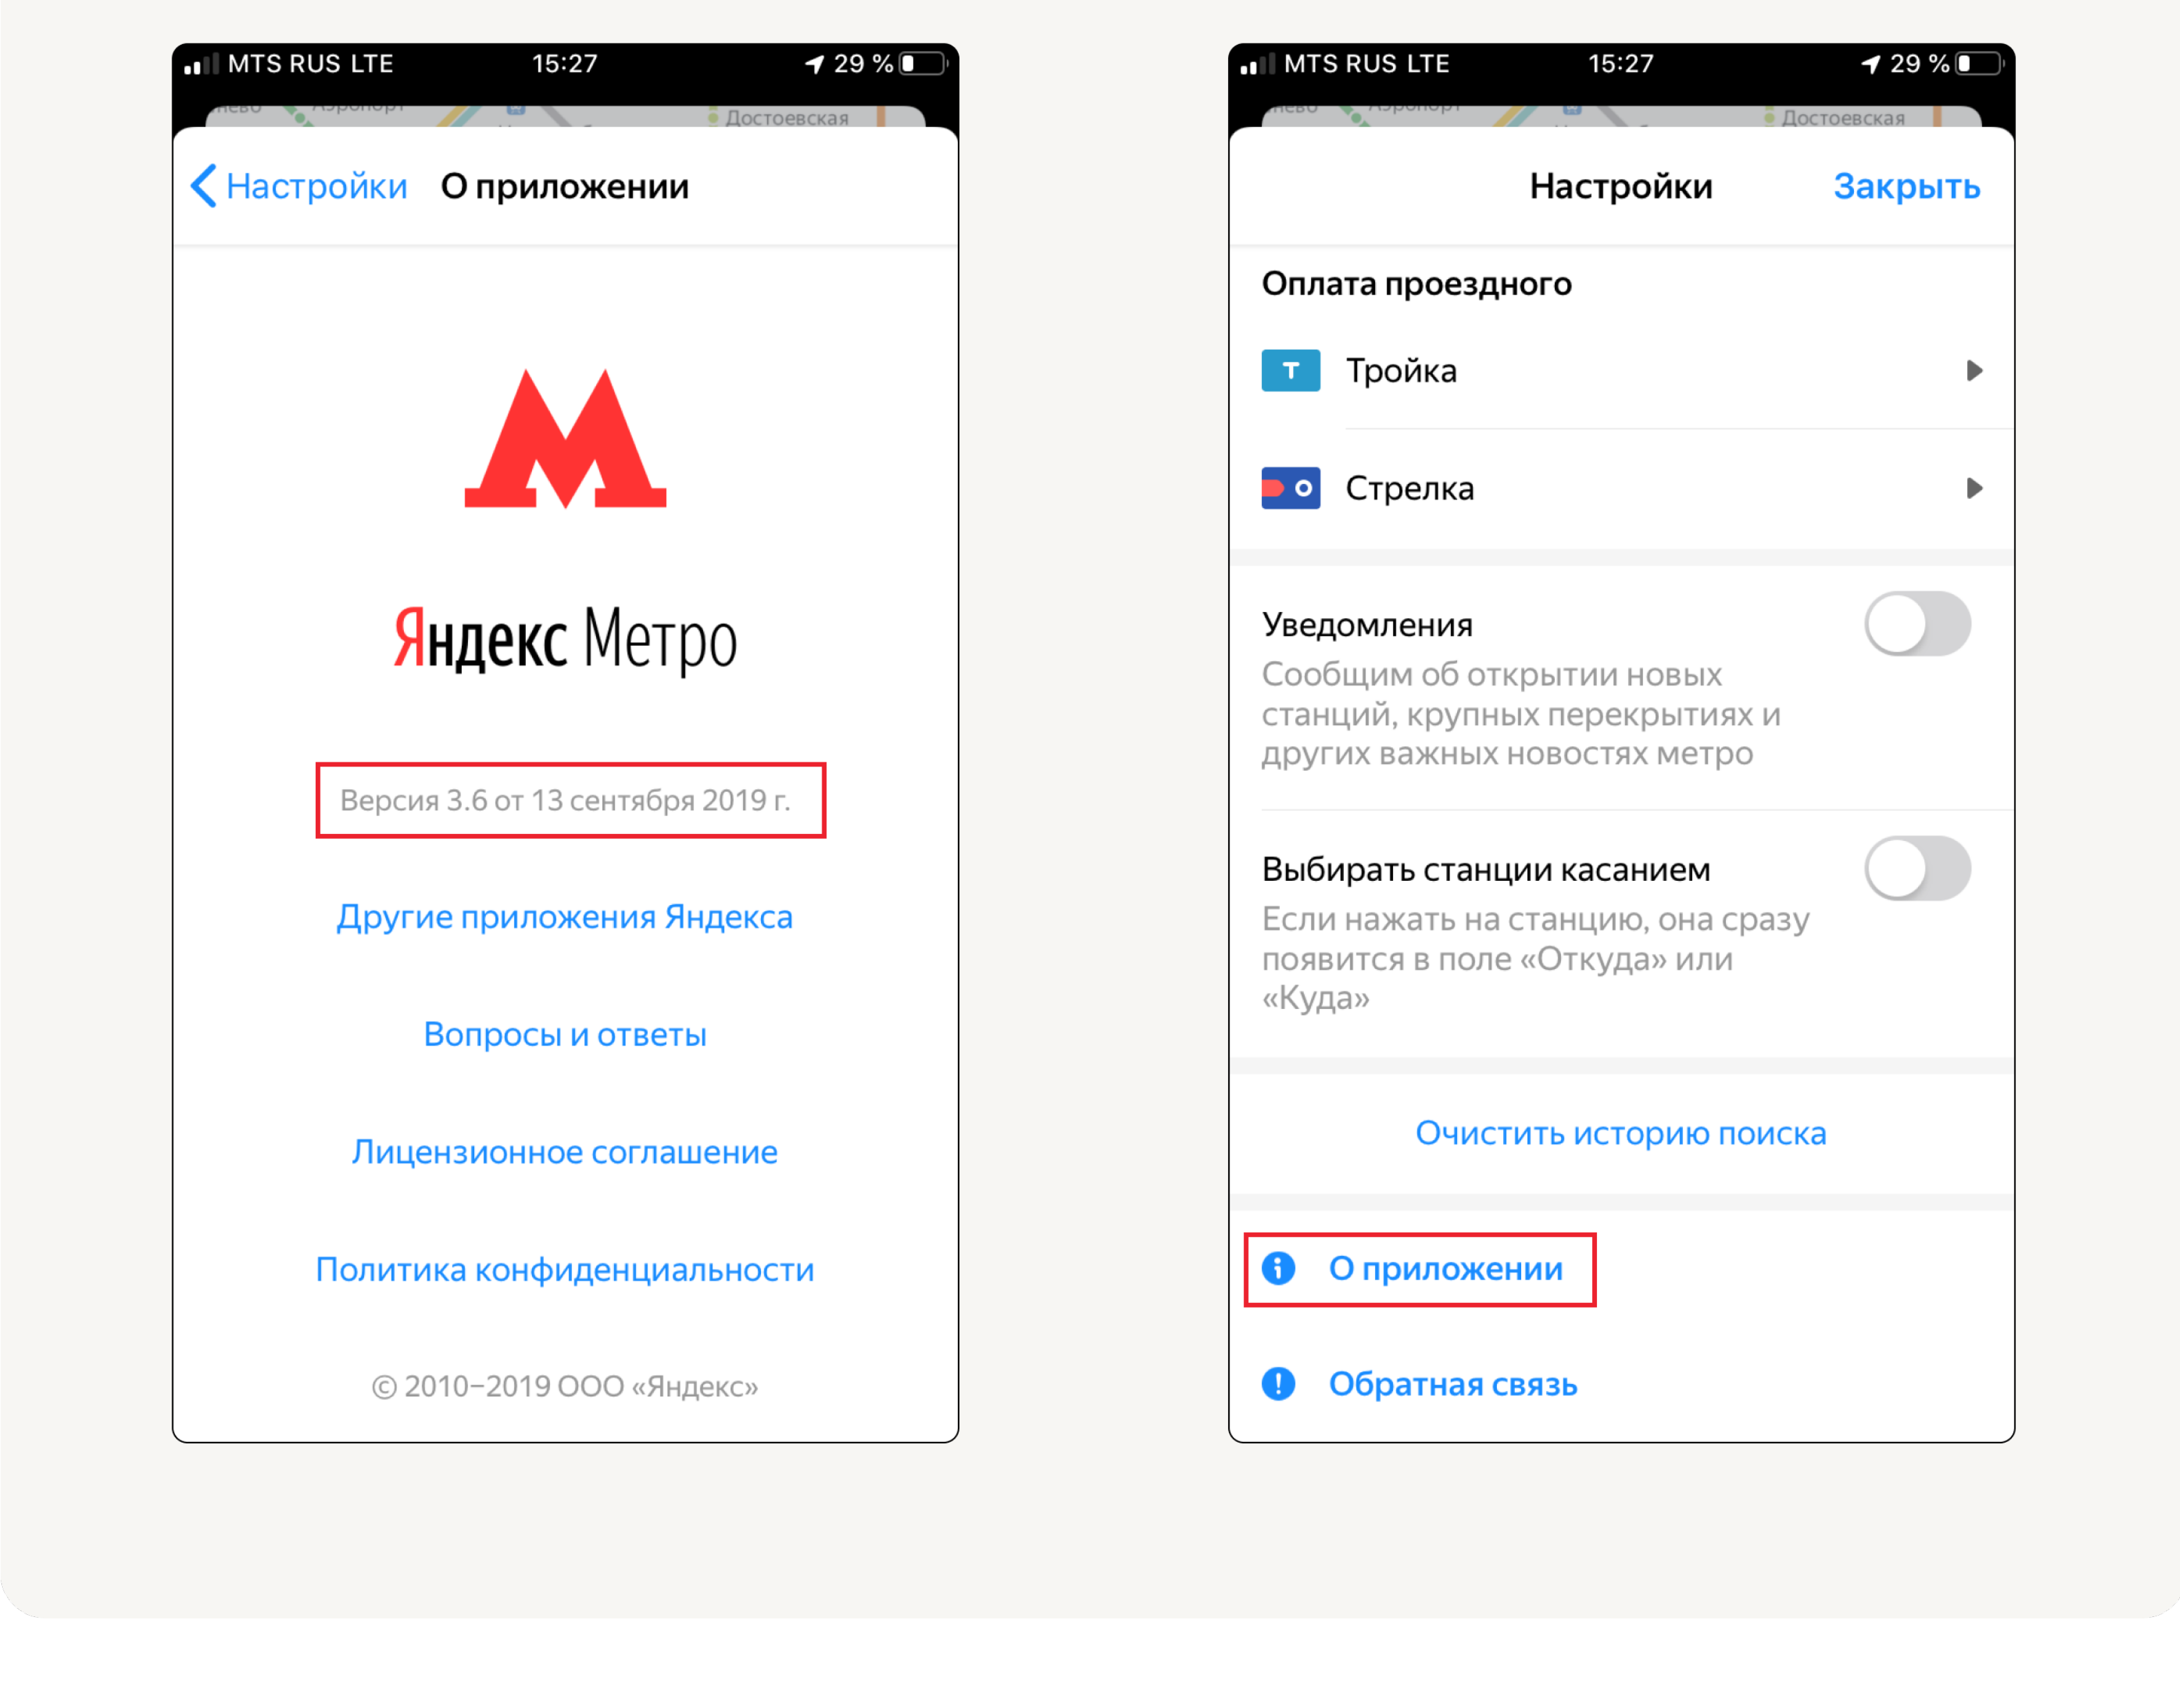 MTS RUS LTE 15:27 29 %
Аэропорт
Достоевская
Настройки О приложении
Яндекс Метро
Версия 3.6 от 13 сентября 2019 г.
Другие приложения Яндекса
Вопросы и ответы
Лицензионное соглашение
Политика конфиденциальности
© 2010–2019 ООО «Яндекс»
MTS RUS LTE 15:27 29 %
Аэропорт
Достоевская
Настройки Закрыть
Оплата проездного
Т Тройка
Стрелка
Уведомления
Сообщим об открытии новых
станций, крупных перекрытиях и
других важных новостях метро
Выбирать станции касанием
Если нажать на станцию, она сразу
появится в поле «Откуда» или
«Куда»
Очистить историю поиска
О приложении
Обратная связь